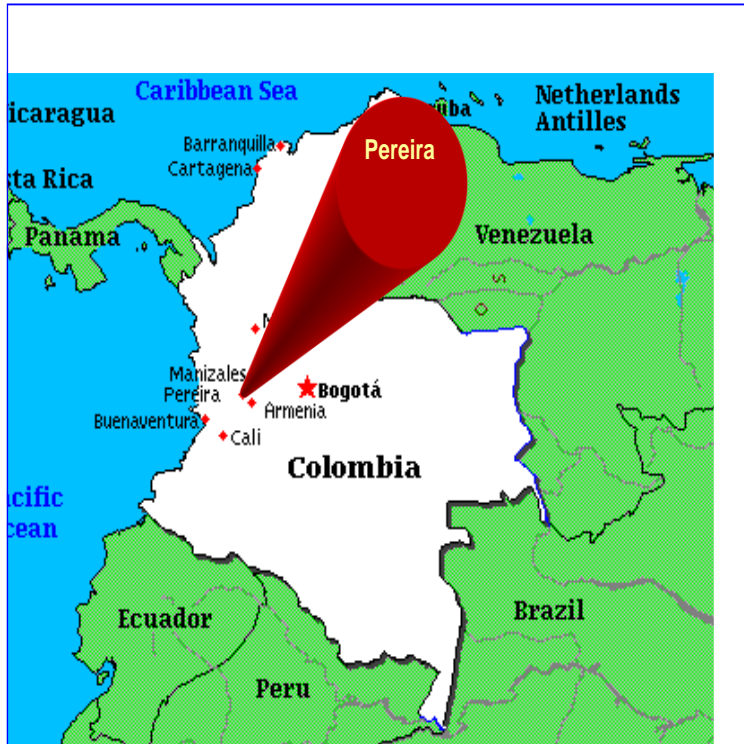 Caribbean Sea
Netherlands
Antilles
icaragua
Barranquilla
Pereira
Cartagena
sta Rica
Panama
Venezuela
Manizales
Pereira
Bogotá
Armenia
Buenaventura
Cali
Colombia
acific
cean
Ecuador
Brazil
Peru